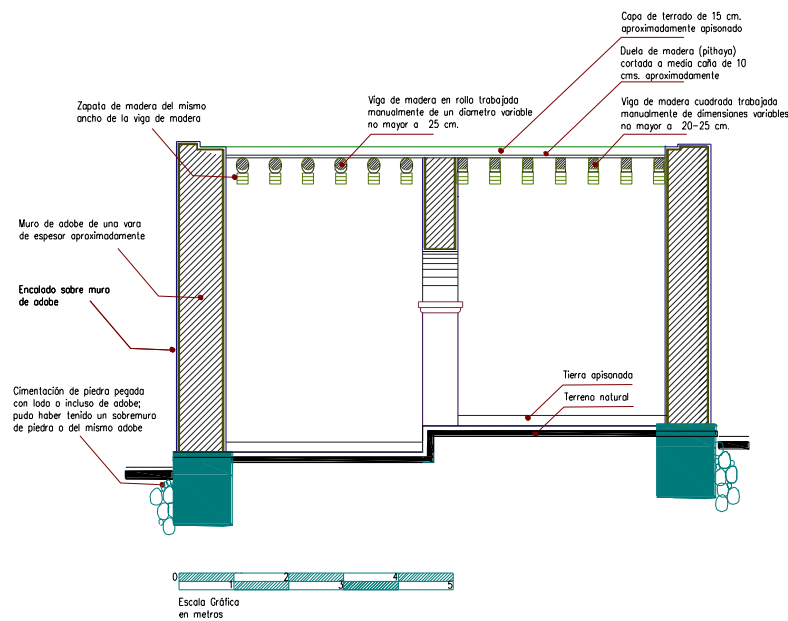 Capa de terrado de 15 cm.
aproximadamente apisonado
Duela de madera (pithaya)
cortada a media caña de 10
cms. aproximadamente
Zapata de madera del mismo
ancho de la viga de madera
Viga de madera en rollo trabajada
manualmente de un diametro variable
no mayor a 25 cm.
Viga de madera cuadrada trabajada
manualmente de dimensiones variables
no mayor a 20-25 cm.
Muro de adobe de una vara
de espesor aproximadamente
Encalado sobre muro
de adobe
Cimentación de piedra pegada
con lodo o incluso de adobe;
pudo haber tenido un sobremuro
de piedra o del mismo adobe
Tierra apisonada
Terreno natural
0 2 4
1 3 5
Escala Gráfica
en metros